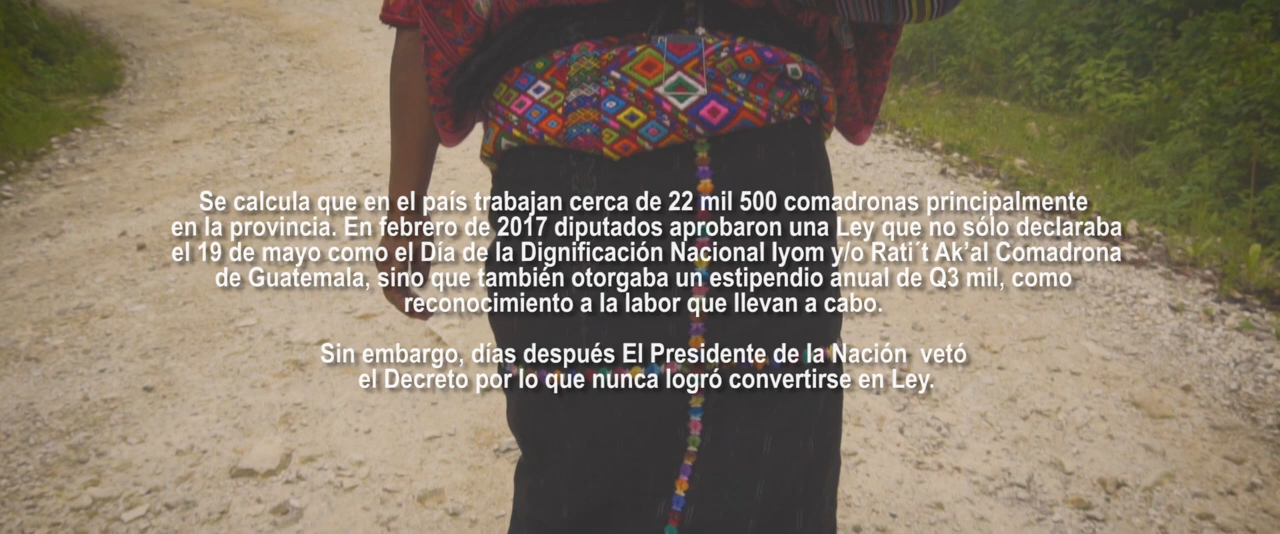 Se calcula que en el país trabajan cerca de 22 mil 500 comadronas principalmente
en la provincia. En febrero de 2017 diputados aprobaron una Ley que no sólo declaraba
el 19 de mayo como el Día de la Dignificación Nacional Iyom y/o Rati´t Ak’al Comadrona
de Guatemala, sino que también otorgaba un estipendio anual de Q3 mil, como
reconocimiento a la labor que llevan a cabo.
Sin embargo, días después El Presidente de la Nación  vetó
el Decreto por lo que nunca logró convertirse en Ley.